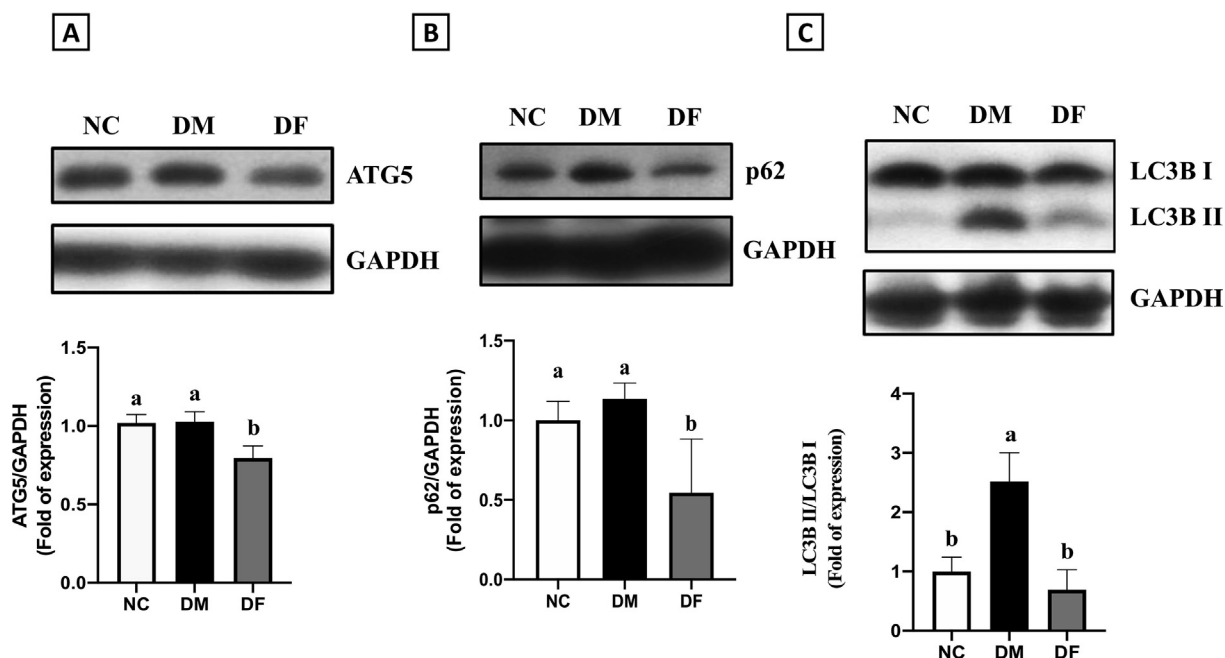 A
B
C
NC DM DF
ATG5
GAPDH
NC DM DF
p62
GAPDH
NC DM DF
LC3B I
LC3B II
GAPDH
ATG5/GAPDH
(Fold of expression)
1.5
1.0
0.5
0.0
a a b
NC DM DF
p62/GAPDH
(Fold of expression)
1.5
1.0
0.5
0.0
a a b
NC DM DF
LC3B II/LC3B I
(Fold of expression)
4
3
2
1
0
b a b
NC DM DF